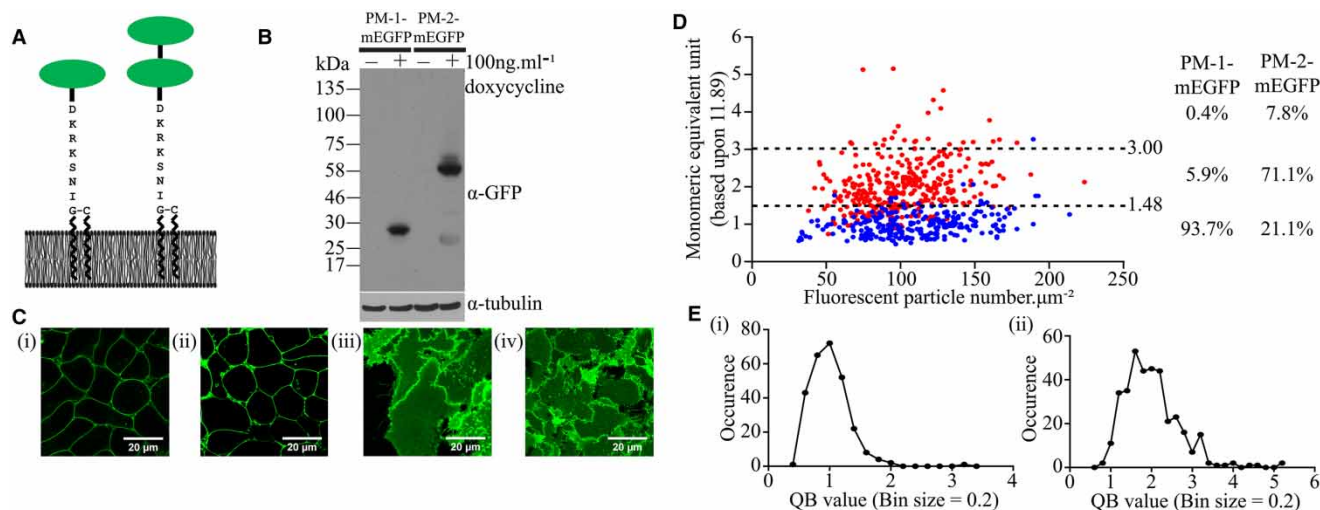 A
D D
K K
R R
K K
S S
N N
I I
G-C G-C
B
PM-1- PM-2-
mEGFP mEGFP
kDa – + – + 100ng.ml⁻¹
doxycycline
135
100
75
58
46
30
25
17
α-GFP
α-tubulin
C
(i) (ii) (iii) (iv)
20 µm 20 µm 20 µm 20 µm
D
Monomeric equivalent unit
(based upon 11.89)
6
5
4
3
2
1
0
0 50 100 150 200 250
Fluorescent particle number.µm⁻²
3.00
1.48
PM-1- PM-2-
mEGFP mEGFP
0.4% 7.8%
5.9% 71.1%
93.7% 21.1%
E
(i)
Occurence
80
60
40
20
0
0 1 2 3 4
QB value (Bin size = 0.2)
(ii)
Occurence
60
40
20
0
0 1 2 3 4 5 6
QB value (Bin size = 0.2)